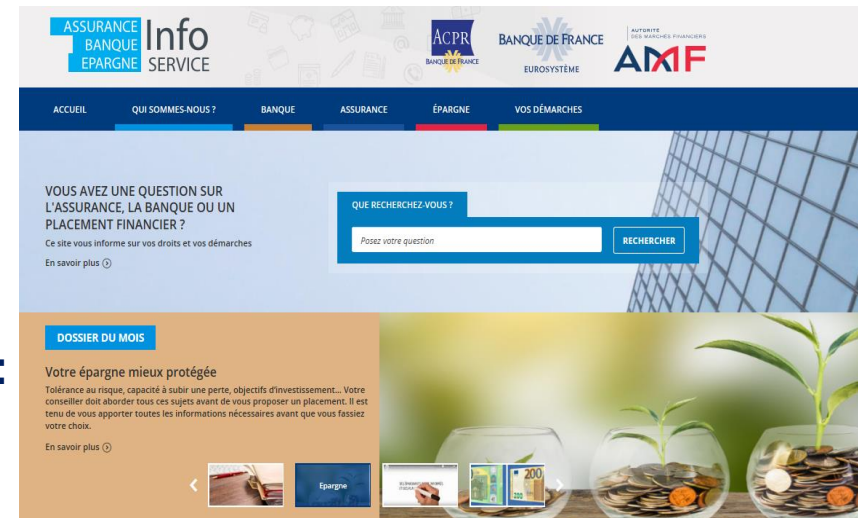 ASSURANCE
BANQUE
EPARGNE
Info
SERVICE
ACPR
BANQUE DE FRANCE
BANQUE DE FRANCE
EUROSYSTÈME
AUTORITÉ
DES MARCHÉS FINANCIERS
AMF
ACCUEIL QUI SOMMES-NOUS ? BANQUE ASSURANCE ÉPARGNE VOS DÉMARCHES
VOUS AVEZ UNE QUESTION SUR
L'ASSURANCE, LA BANQUE OU UN
PLACEMENT FINANCIER ?
Ce site vous informe sur vos droits et vos démarches
En savoir plus
QUE RECHERCHEZ-VOUS ?
Posez votre question
RECHERCHER
:
DOSSIER DU MOIS
Votre épargne mieux protégée
Tolérance au risque, capacité à subir une perte, objectifs d'investissement... Votre
conseiller doit aborder tous ces sujets avant de vous proposer un placement. Il est
tenu de vous apporter toutes les informations nécessaires avant que vous fassiez
votre choix.
En savoir plus
Epargne
200
200